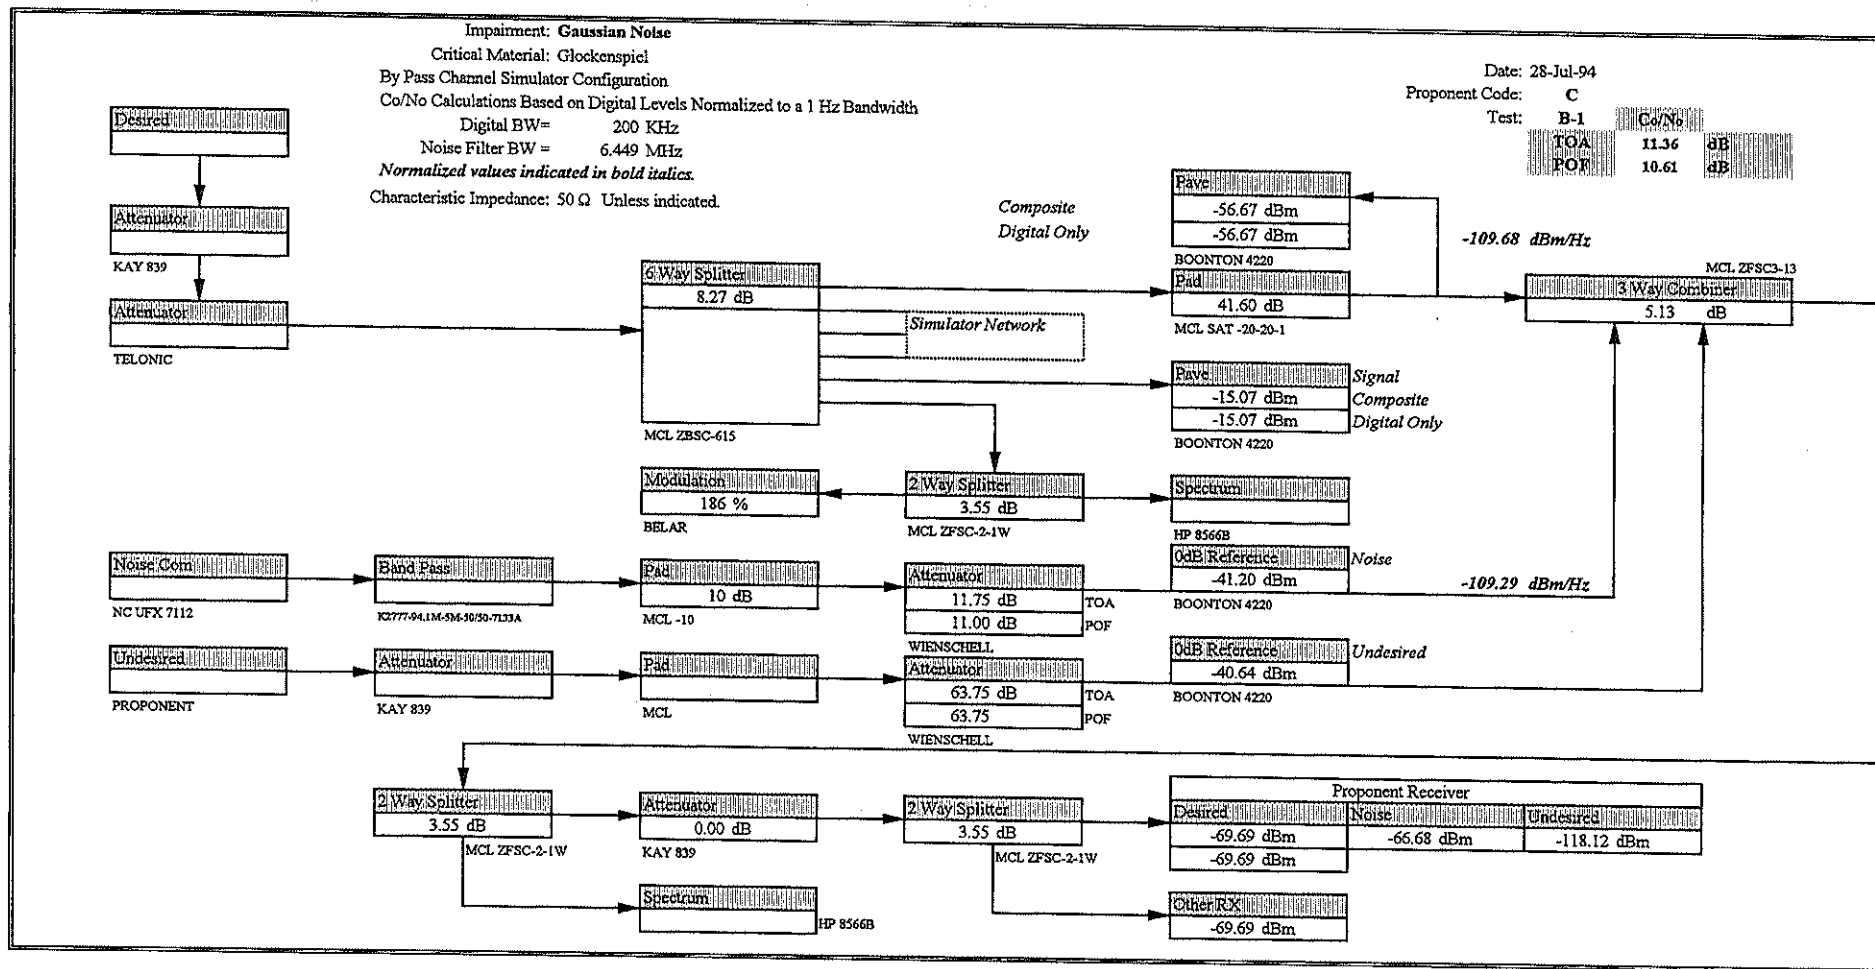 Impairment: Gaussian Noise
Critical Material: Glockenspiel
By Pass Channel Simulator Configuration
Co/No Calculations Based on Digital Levels Normalized to a 1 Hz Bandwidth
Digital BW= 200 KHz
Noise Filter BW = 6.449 MHz
Normalized values indicated in bold italics.
Characteristic Impedance: 50 Ω Unless indicated.
Date: 28-Jul-94
Proponent Code: C
Test: B-1 Co/No
TOA 11.36 dB
POF 10.61 dB
Desired
Attenuator
KAY 839
Attenuator
TELONIC
6 Way Splitter
8.27 dB
MCL ZBSC-615
Simulator Network
Composite
Digital Only
Pave
-56.67 dBm
-56.67 dBm
BOONTON 4220
-109.68 dBm/Hz
Pad
41.60 dB
MCL SAT -20-20-1
MCL ZFSC3-13
3 Way Combiner
5.13 dB
Pave
-15.07 dBm
-15.07 dBm
BOONTON 4220
Signal
Composite
Digital Only
Modulation
186 %
BELAR
2 Way Splitter
3.55 dB
MCL ZFSC-2-1W
Spectrum
HP 8566B
Noise Com
NC UFX 7112
Band Pass
K2777-94.1M-5M-50/50-7133A
Pad
10 dB
MCL -10
Attenuator
11.75 dB TOA
11.00 dB POF
WIENSCHELL
0dB Reference
-41.20 dBm
BOONTON 4220
Noise
-109.29 dBm/Hz
Undesired
PROPONENT
Attenuator
KAY 839
Pad
MCL
Attenuator
63.75 dB TOA
63.75 POF
WIENSCHELL
0dB Reference
-40.64 dBm
BOONTON 4220
Undesired
2 Way Splitter
3.55 dB
MCL ZFSC-2-1W
Attenuator
0.00 dB
KAY 839
2 Way Splitter
3.55 dB
MCL ZFSC-2-1W
Proponent Receiver
Desired Noise Undesired
-69.69 dBm -66.68 dBm -118.12 dBm
-69.69 dBm
Spectrum
HP 8566B
Other RX
-69.69 dBm